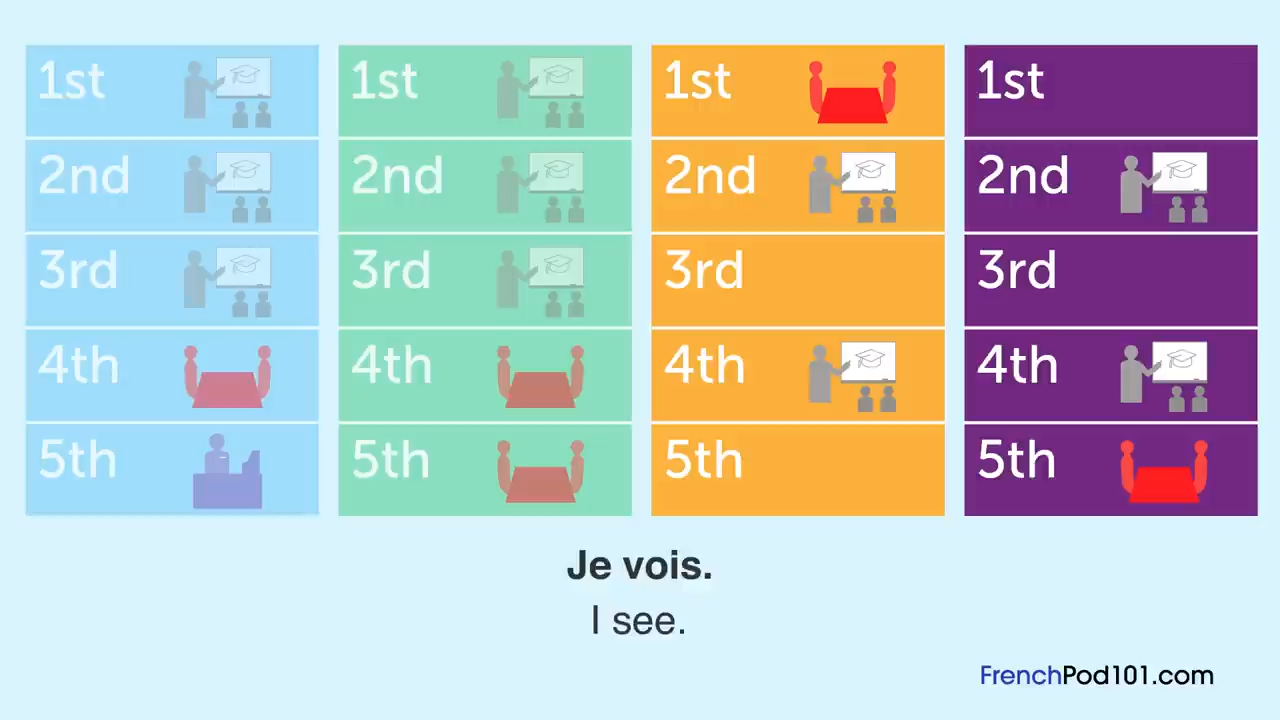 1st
2nd
3rd
4th
5th
1st
2nd
3rd
4th
5th
1st
2nd
3rd
4th
5th
1st
2nd
3rd
4th
5th
Je vois.
I see.
FrenchPod101.com